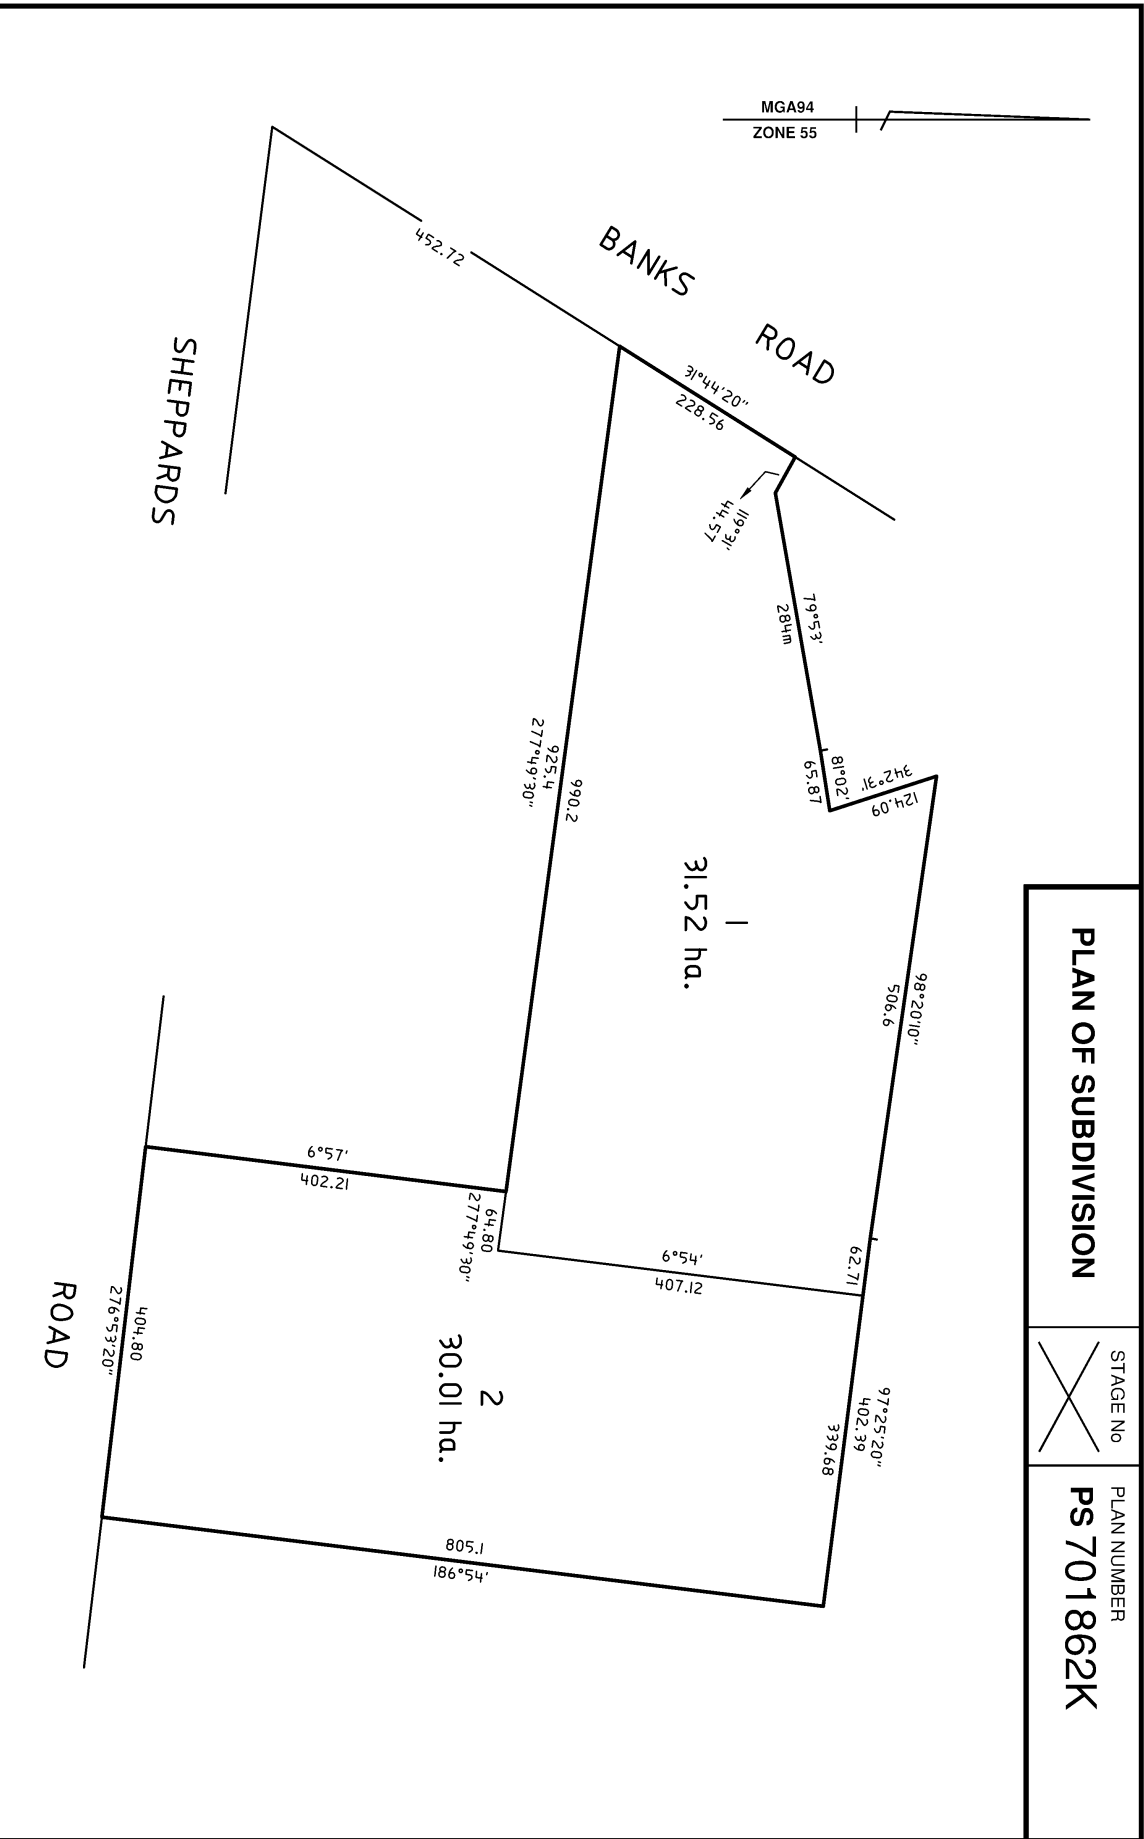 PLAN OF SUBDIVISION
STAGE No
PLAN NUMBER
PS 701862K
MGA94
ZONE 55
BANKS
ROAD
452.72
31°44'20"
228.56
119°31'
44.57
79°53'
284m
81°02'
65.87
342°31'
124.09
98°20'10"
506.6
62.71
97°25'20"
402.39
339.68
1
31.52 ha.
990.2
925.4
277°49'30"
6°54'
407.12
64.80
277°49'30"
6°57'
402.21
2
30.01 ha.
805.1
186°54'
404.80
276°53'20"
SHEPPARDS
ROAD